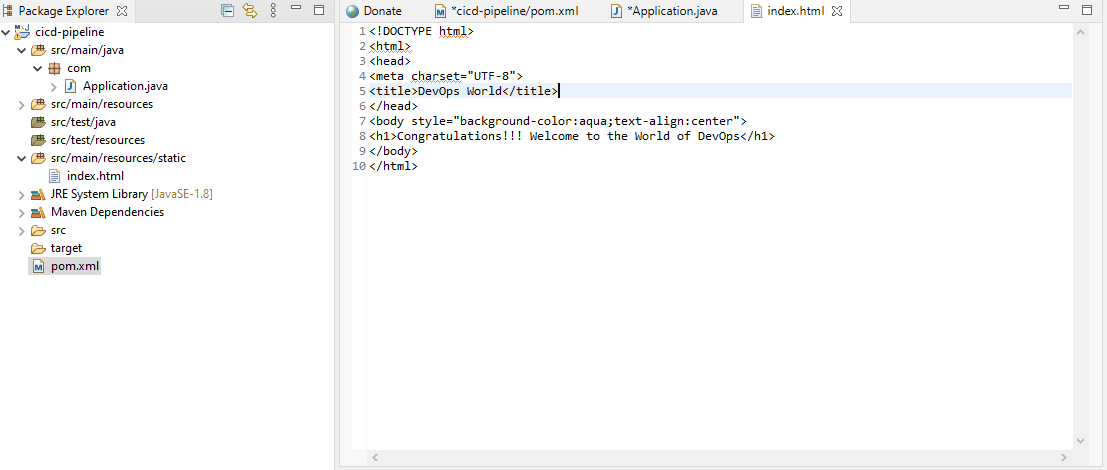 Package Explorer
cicd-pipeline
src/main/java
com
Application.java
src/main/resources
src/test/java
src/test/resources
src/main/resources/static
index.html
JRE System Library [JavaSE-1.8]
Maven Dependencies
src
target
pom.xml
Donate *cicd-pipeline/pom.xml *Application.java index.html
1 <!DOCTYPE html>
2 <html>
3 <head>
4 <meta charset="UTF-8">
5 <title>DevOps World</title>
6 </head>
7 <body style="background-color:aqua;text-align:center">
8 <h1>Congratulations!!! Welcome to the World of DevOps</h1>
9 </body>
10 </html>